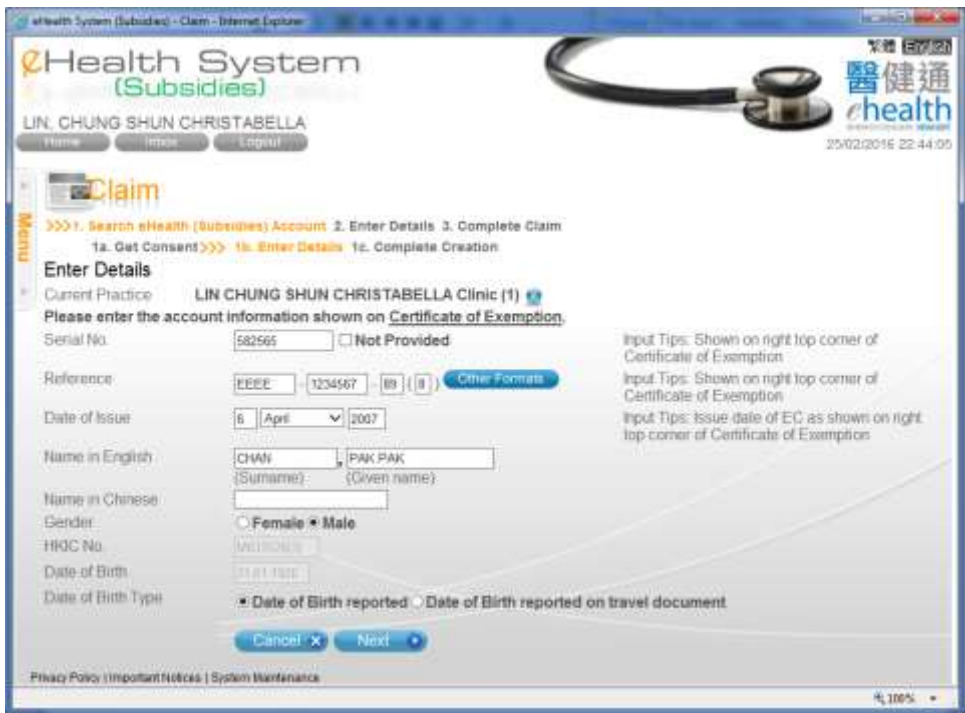 eHealth System (Subsidies) - Claim - Internet Explorer
繁體 English
eHealth System
(Subsidies)
醫健通
ehealth
LIN, CHUNG SHUN CHRISTABELLA
Home Inbox Logout
25/02/2016 22:44:05
Menu
Claim
>>>1. Search eHealth (Subsidies) Account 2. Enter Details 3. Complete Claim
1a. Get Consent>>> 1b. Enter Details 1c. Complete Creation
Enter Details
Current Practice LIN CHUNG SHUN CHRISTABELLA Clinic (1)
Please enter the account information shown on Certificate of Exemption.
Serial No. 582565 Not Provided Input Tips: Shown on right top corner of
Certificate of Exemption
Reference EEEE - 1234567 - 89 ( 8 ) Other Formats Input Tips: Shown on right top corner of
Certificate of Exemption
Date of Issue 6 April 2007 Input Tips: Issue date of EC as shown on right
top corner of Certificate of Exemption
Name in English CHAN , PAK PAK
(Surname) (Given name)
Name in Chinese
Gender Female Male
HKIC No.
Date of Birth
Date of Birth Type Date of Birth reported Date of Birth reported on travel document
Cancel Next
Privacy Policy | Important Notices | System Maintenance
100%